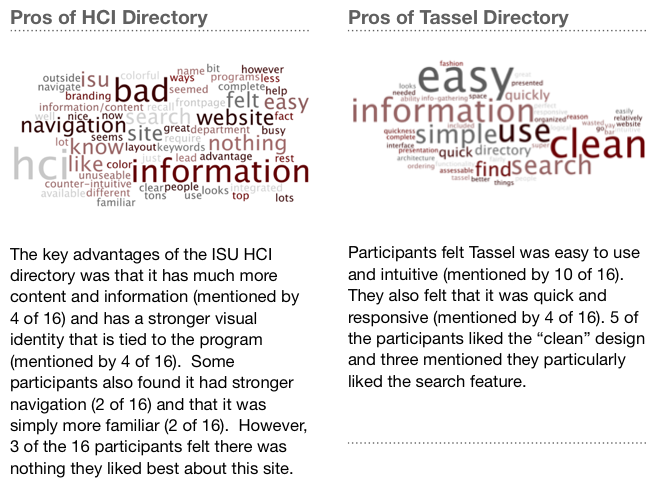 Pros of HCI Directory
outside isu colorful name bit however
navigate bad ways programs less
branding seemed complete help
information/content recall frontpage felt easy
well nice now search website fact
navigation site great department busy
seems require
lot know layout keywords nothing
hci like color just lead advantage rest
unuseable information
counter-intuitive clear people looks integrated
available different tons use top lots
familiar
The key advantages of the ISU HCI
directory was that it has much more
content and information (mentioned by
4 of 16) and has a stronger visual
identity that is tied to the program
(mentioned by 4 of 16).  Some
participants also found it had stronger
navigation (2 of 16) and that it was
simply more familiar (2 of 16).  However,
3 of the 16 participants felt there was
nothing they liked best about this site.
Pros of Tassel Directory
fashion
looks easy great presented
needed ability info-gathering space quickly
information perfect responsive easily
included organized reason relatively
quickness simple use wasted yay website
complete super go bar
interface clean
presentation quick directory
architecture find search
ordering assessable
tassel better things
Participants felt Tassel was easy to use
and intuitive (mentioned by 10 of 16).
They also felt that it was quick and
responsive (mentioned by 4 of 16). 5 of
the participants liked the “clean” design
and three mentioned they particularly
liked the search feature.